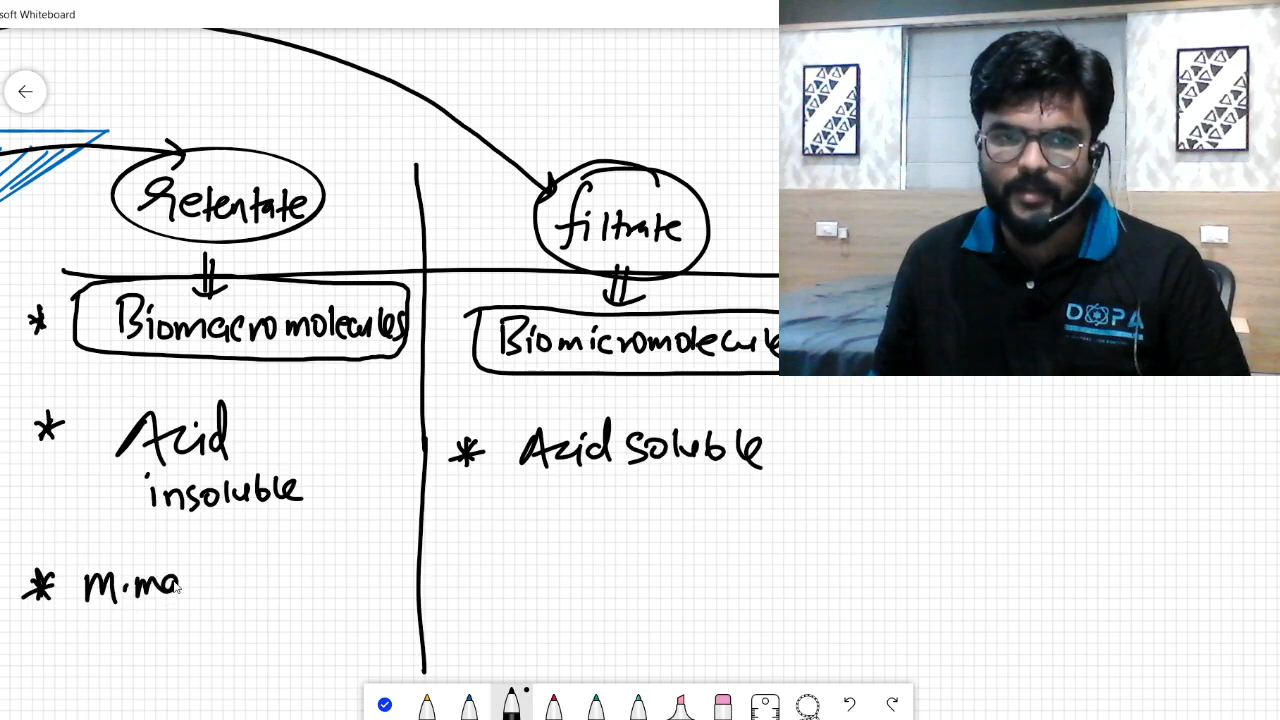 soft Whiteboard
Retentate
filtrate
* Biomacromolecules
Biomicromolecule
* Acid
insoluble
* Acid soluble
* M.ma
DOPA